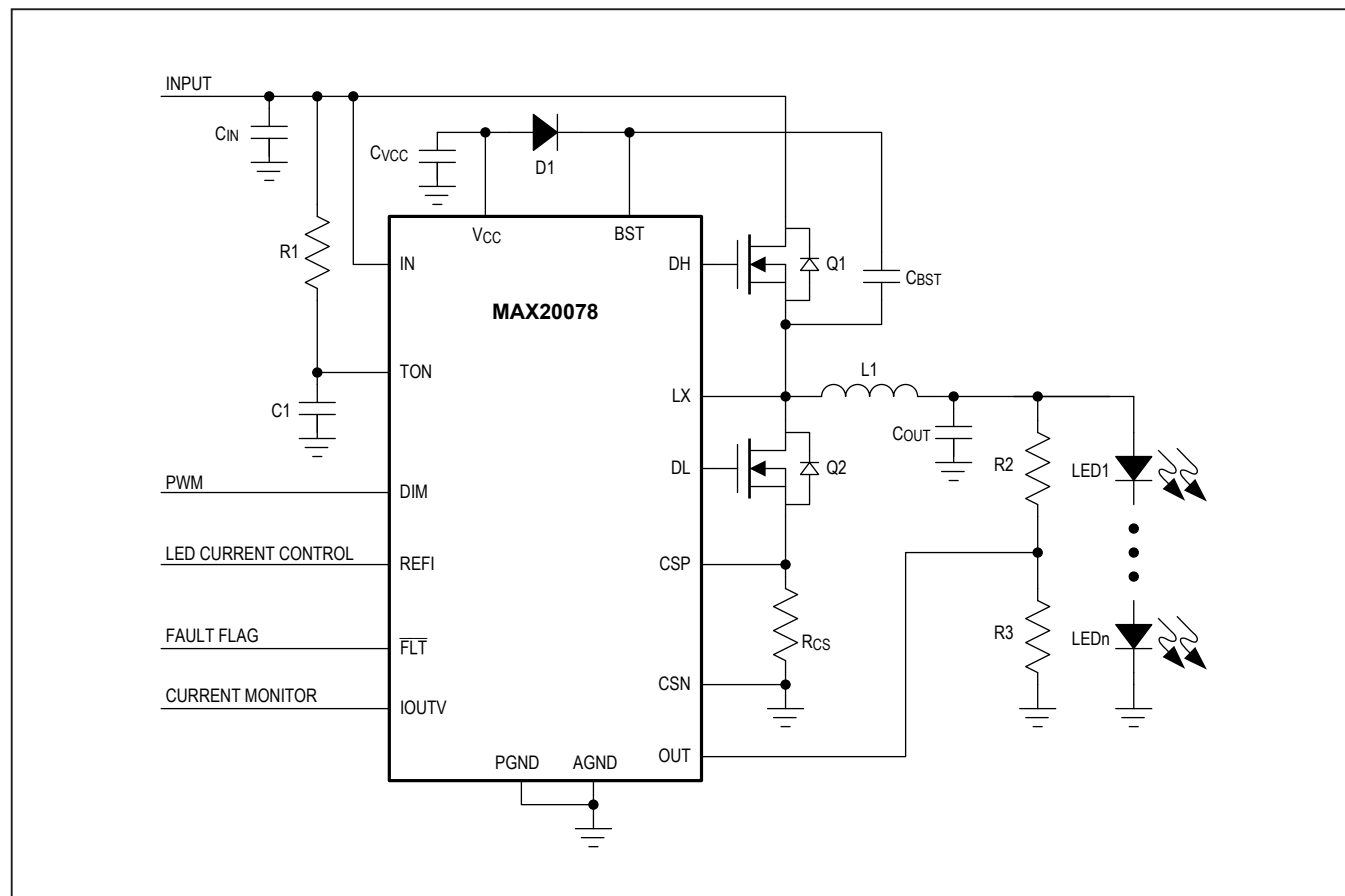 INPUT
CIN
CVCC
D1
VCC
BST
R1
IN
DH
Q1
CBST
MAX20078
TON
LX
L1
C1
COUT
DL
Q2
R2
LED1
PWM
DIM
LED CURRENT CONTROL
REFI
CSP
RCS
R3
LEDn
FAULT FLAG
FLT
CSN
CURRENT MONITOR
IOUTV
OUT
PGND
AGND